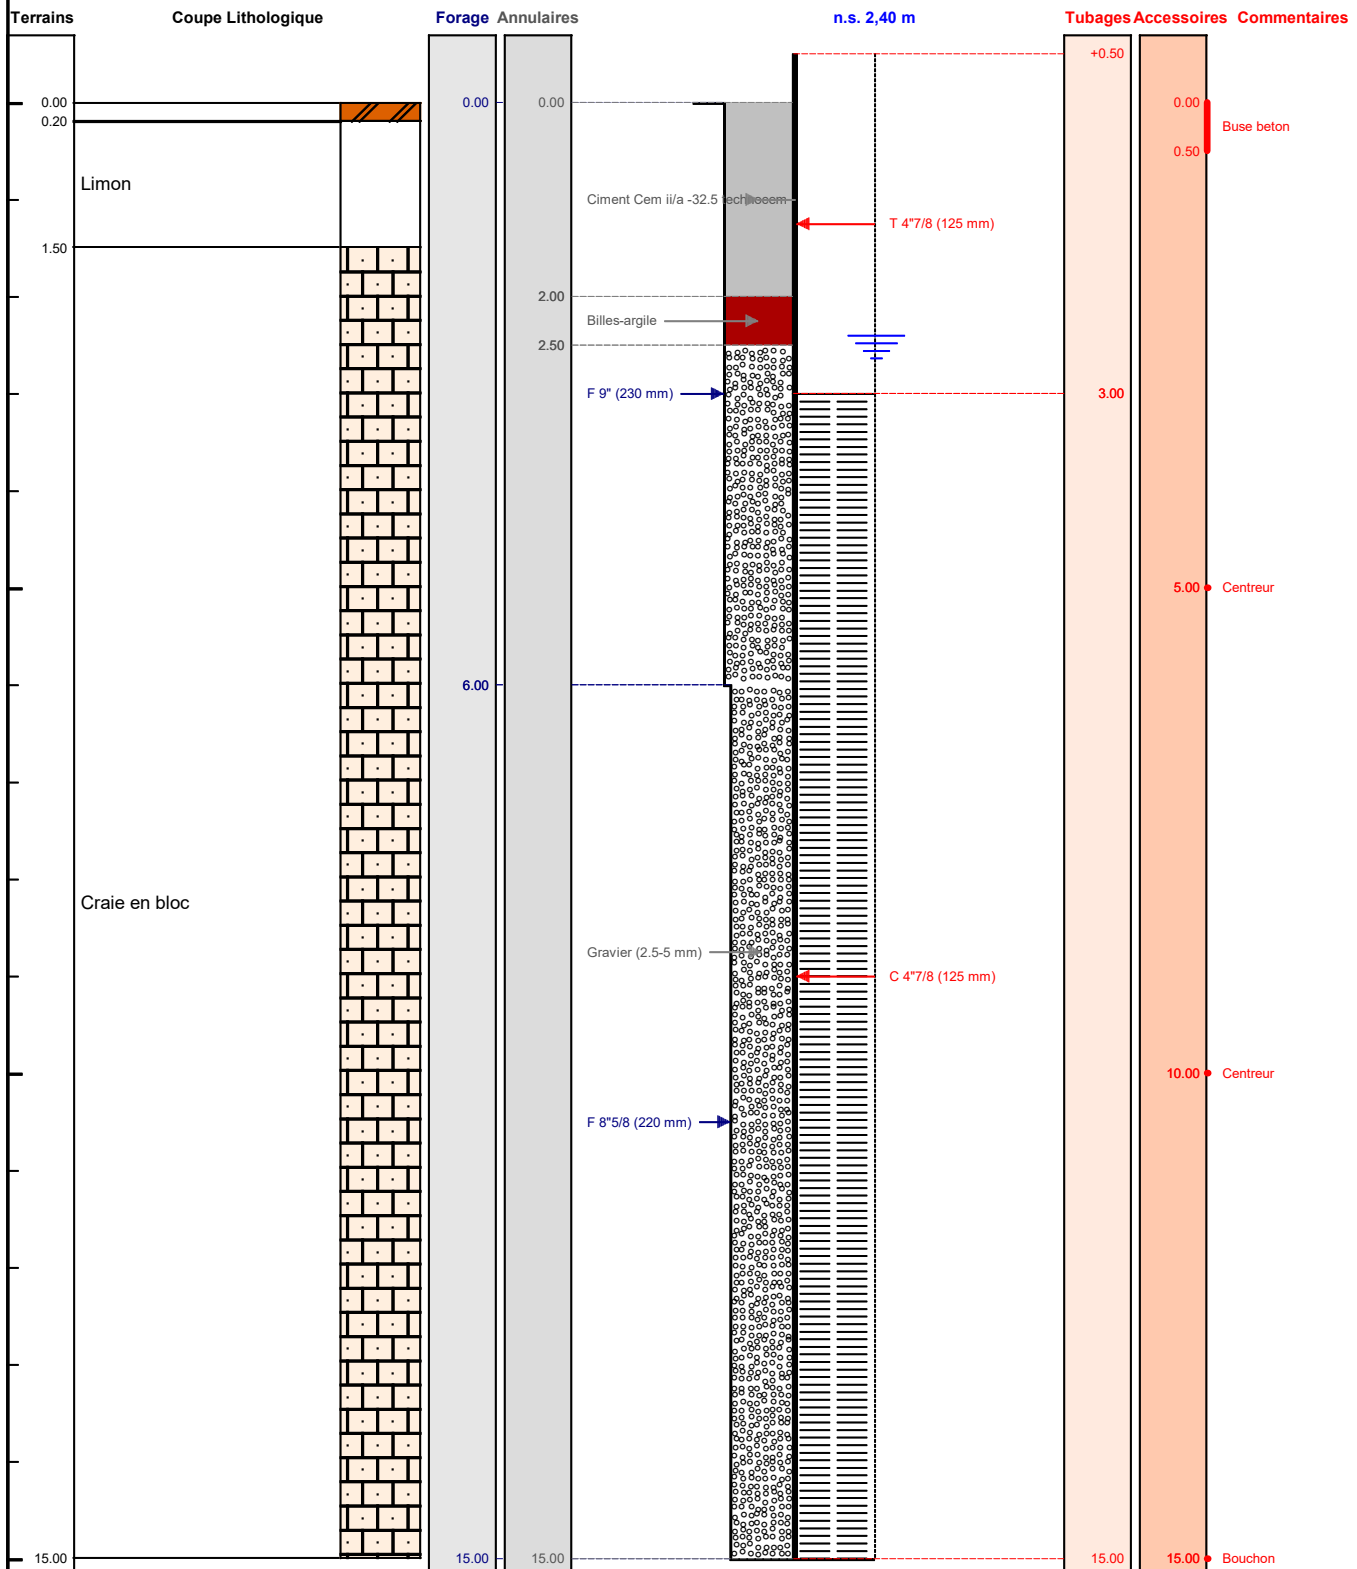 Terrains Coupe Lithologique Forage Annulaires n.s. 2,40 m Tubages Accessoires Commentaires
+0.50
0.00 0.00 0.00 0.00
0.20
Buse beton
0.50
Limon
Ciment Cem ii/a -32.5
T 4"7/8 (125 mm)
1.50
2.00
Billes-argile
2.50
F 9" (230 mm) 3.00
5.00 Centreur
6.00
Craie en bloc
Gravier (2.5-5 mm)
C 4"7/8 (125 mm)
10.00 Centreur
F 8"5/8 (220 mm)
15.00 15.00 15.00 15.00 15.00 Bouchon